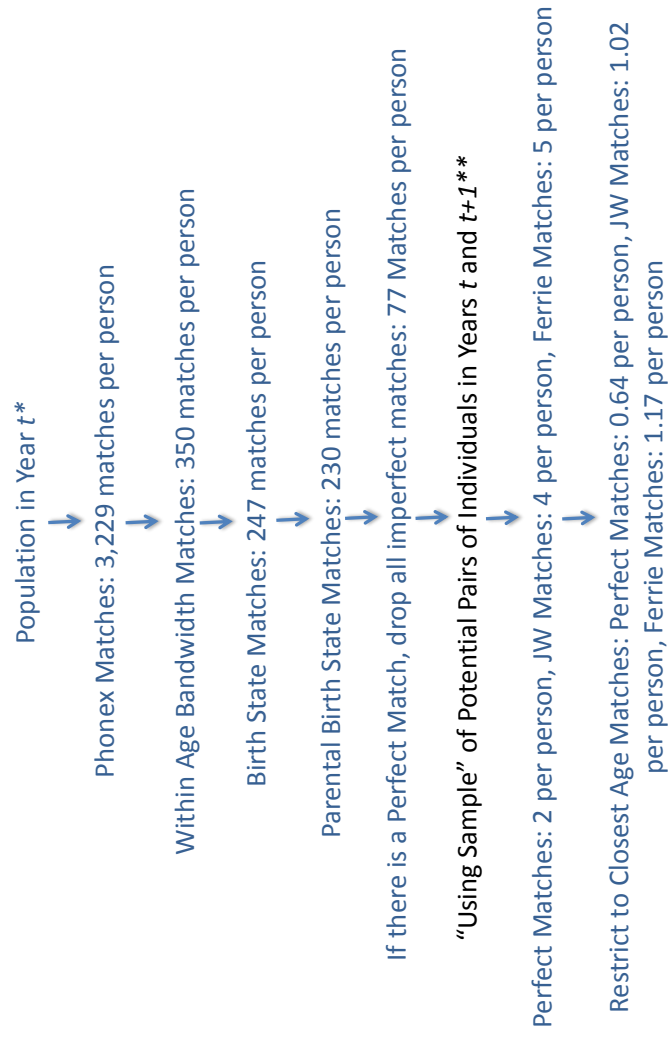 Population in Year t*
Phonex Matches: 3,229 matches per person
Within Age Bandwidth Matches: 350 matches per person
Birth State Matches: 247 matches per person
Parental Birth State Matches: 230 matches per person
If there is a Perfect Match, drop all imperfect matches: 77 Matches per person
“Using Sample” of Potential Pairs of Individuals in Years t and t+1**
Perfect Matches: 2 per person, JW Matches: 4 per person, Ferrie Matches: 5 per person
Restrict to Closest Age Matches: Perfect Matches: 0.64 per person, JW Matches: 1.02
per person, Ferrie Matches: 1.17 per person